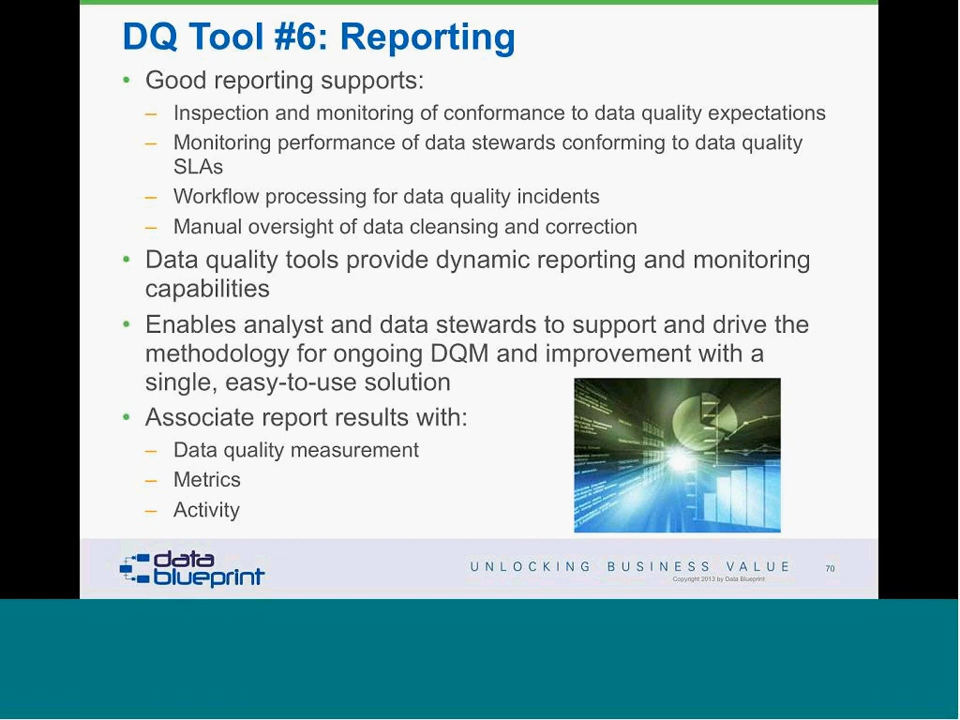 DQ Tool #6: Reporting
• Good reporting supports:
– Inspection and monitoring of conformance to data quality expectations
– Monitoring performance of data stewards conforming to data quality
SLAs
– Workflow processing for data quality incidents
– Manual oversight of data cleansing and correction
• Data quality tools provide dynamic reporting and monitoring
capabilities
• Enables analyst and data stewards to support and drive the
methodology for ongoing DQM and improvement with a
single, easy-to-use solution
• Associate report results with:
– Data quality measurement
– Metrics
– Activity
data
blueprint
UNLOCKING BUSINESS VALUE
70
Copyright 2013 by Data Blueprint